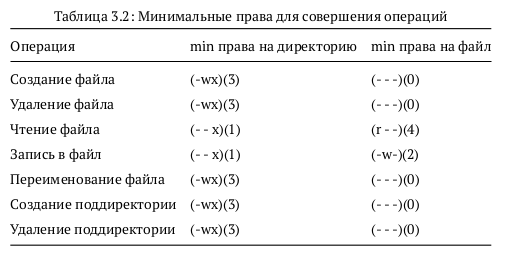 Таблица 3.2: Минимальные права для совершения операций
Операция min права на директорию min права на файл
Создание файла (-wx)(3) (- - -)(0)
Удаление файла (-wx)(3) (- - -)(0)
Чтение файла (- - x)(1) (r - -)(4)
Запись в файл (- - x)(1) (-w-)(2)
Переименование файла (-wx)(3) (- - -)(0)
Создание поддиректории (-wx)(3) (- - -)(0)
Удаление поддиректории (-wx)(3) (- - -)(0)